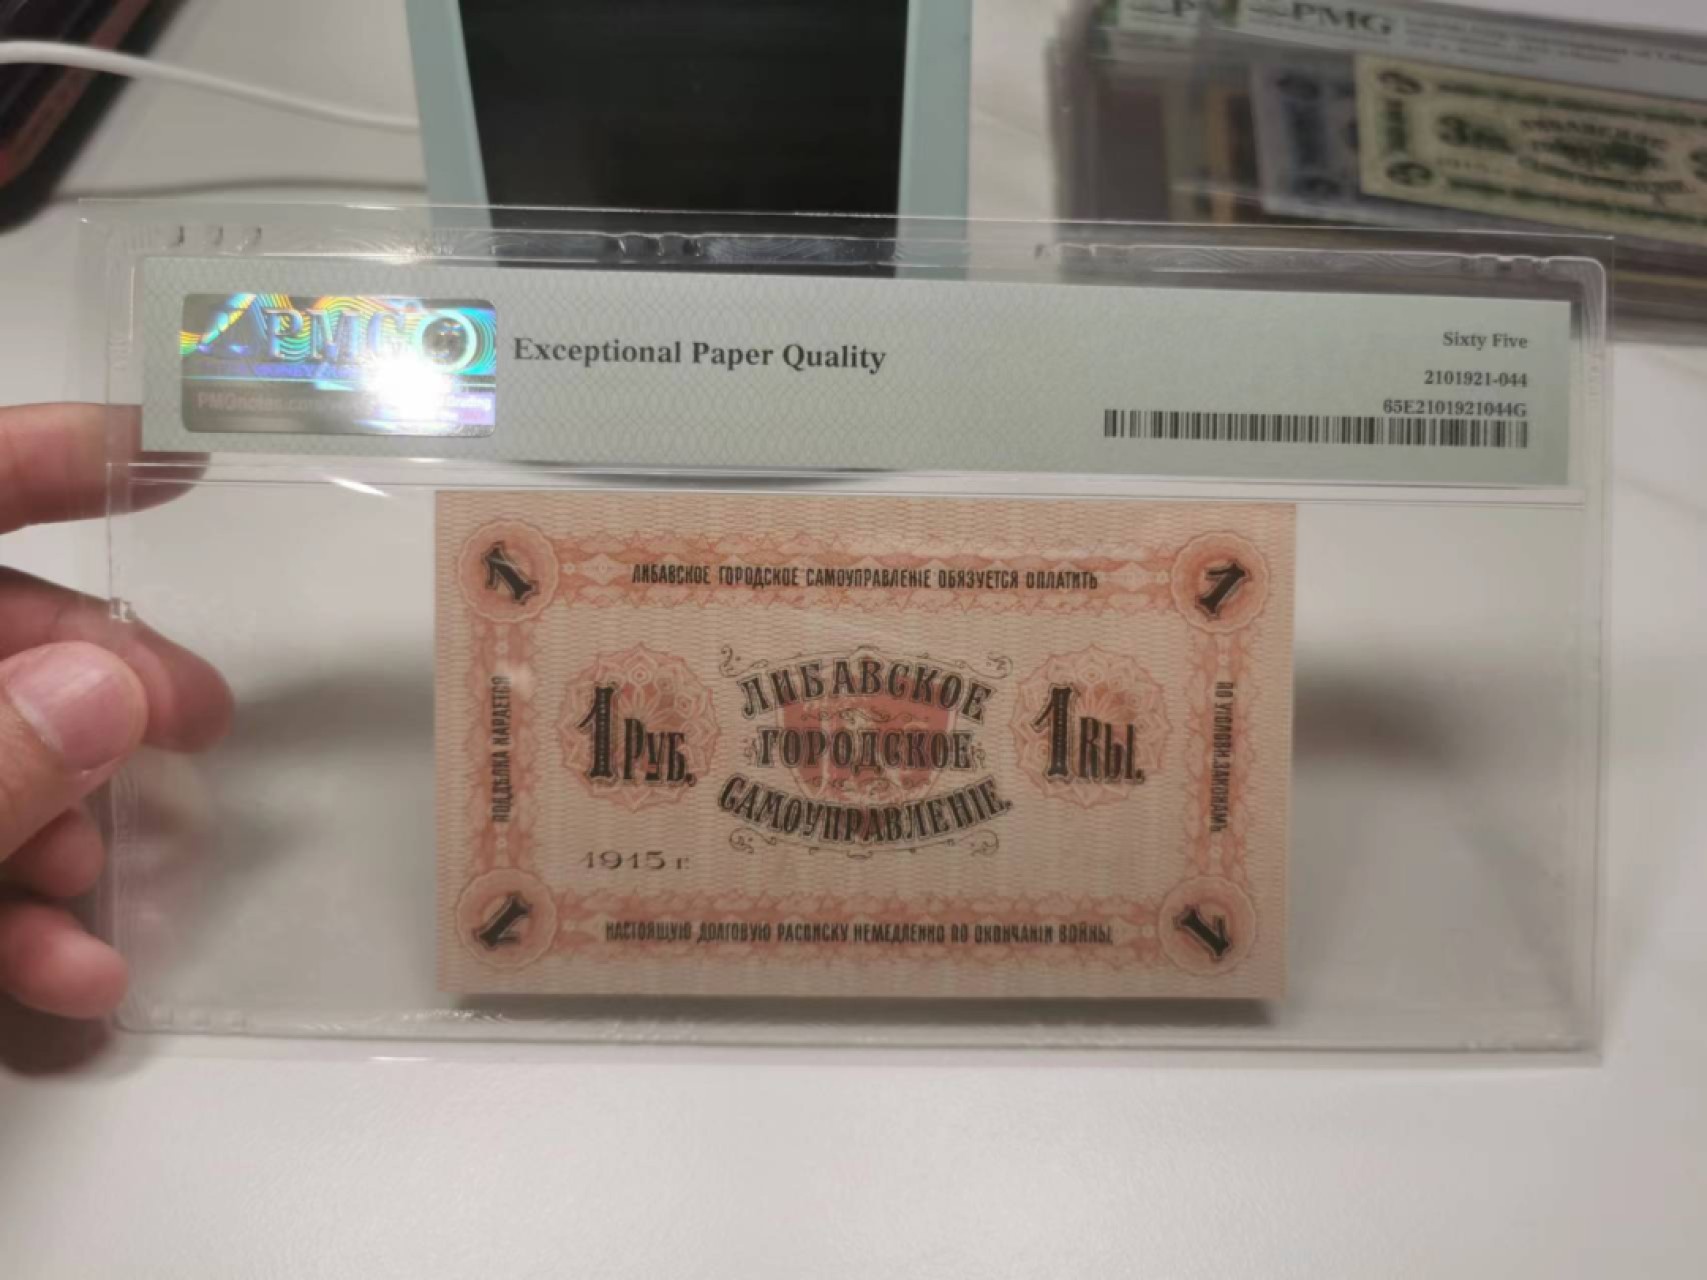 PMG
3
PMG
Exceptional Paper Quality
Sixty Five
2101921-044
65E2101921044G
1
ЛИБАВСКОЕ ГОРОДСКОЕ САМОУПРАВЛЕНІЕ ОБЯЗУЕТСЯ ОПЛАТИТЬ
1
ПОДДѢЛКА КАРАЕТСЯ
1 РУБ.
ЛИБАВСКОЕ
ГОРОДСКОЕ
САМОУПРАВЛЕНІЕ.
1 RЫ.
ПО УГОЛОВН. ЗАКОНАМЪ
1915 г.
1
НАСТОЯЩУЮ ДОЛГОВУЮ РАСПИСКУ НЕМЕДЛЕННО ПО ОКОНЧАНІИ ВОЙНЫ.
1